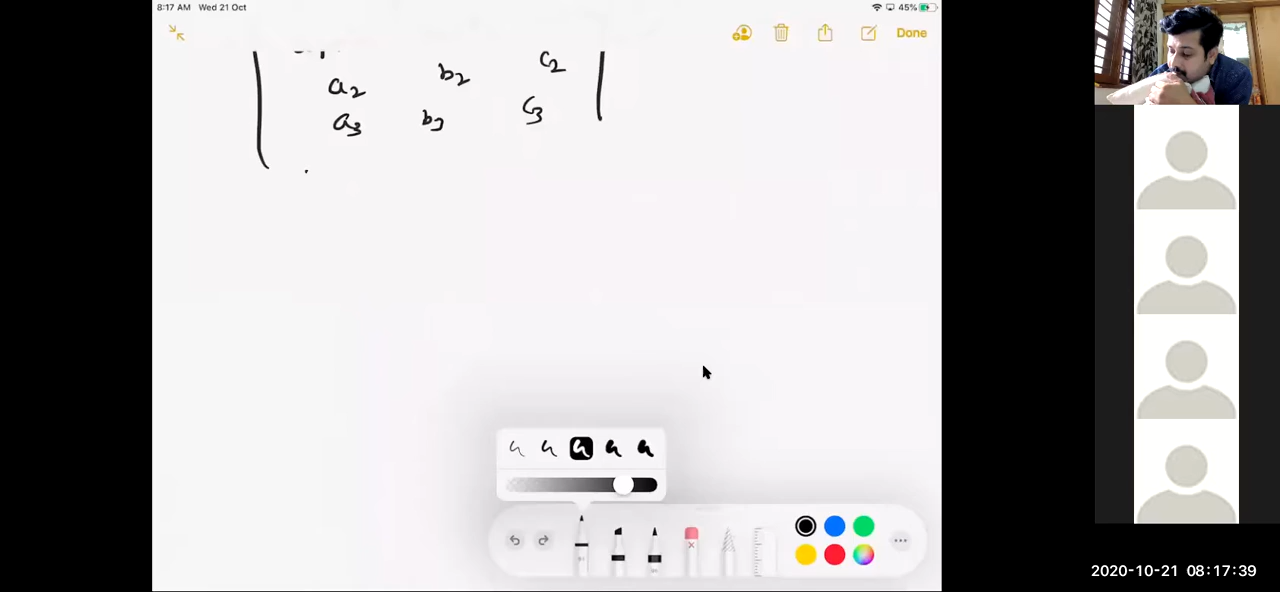 8:17 AM Wed 21 Oct 45%
Done
a2 b2 c2
a3 b3 c3
2020-10-21 08:17:39